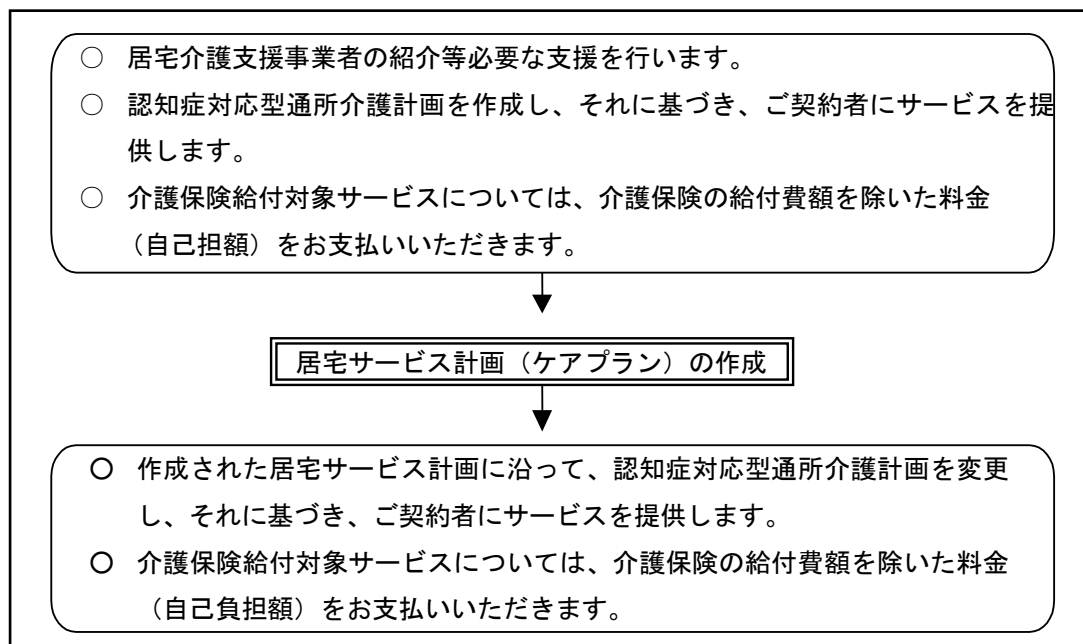 ○ 居宅介護支援事業者の紹介等必要な支援を行います。
○ 認知症対応型通所介護計画を作成し、それに基づき、ご契約者にサービスを提
供します。
○ 介護保険給付対象サービスについては、介護保険の給付費額を除いた料金
（自己担額）をお支払いいただきます。
居宅サービス計画（ケアプラン）の作成
○ 作成された居宅サービス計画に沿って、認知症対応型通所介護計画を変更
し、それに基づき、ご契約者にサービスを提供します。
○ 介護保険給付対象サービスについては、介護保険の給付費額を除いた料金
（自己負担額）をお支払いいただきます。